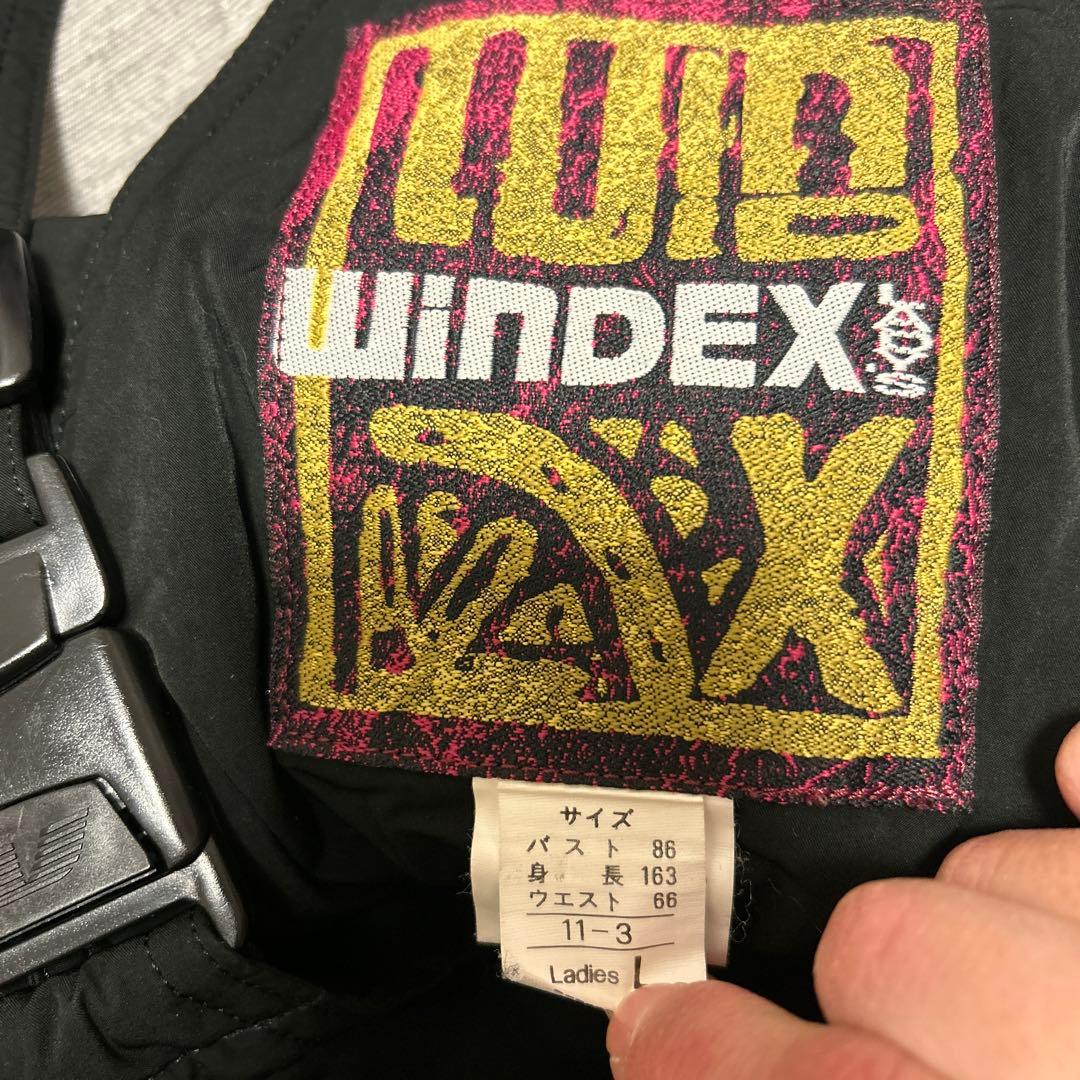 WinDEX
サイズ
バスト 86
身長 163
ウエスト 66
11-3
Ladies L